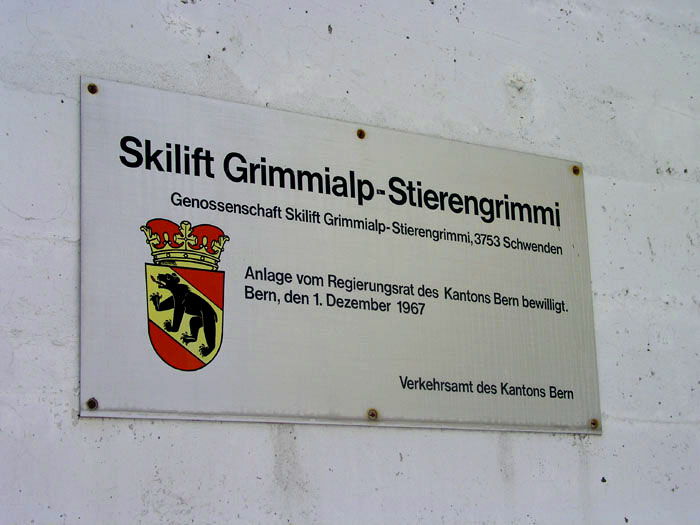 Skilift Grimmialp-Stierengrimmi
Genossenschaft Skilift Grimmialp-Stierengrimmi, 3753 Schwenden
Anlage vom Regierungsrat des Kantons Bern bewilligt.
Bern, den 1. Dezember 1967
Verkehrsamt des Kantons Bern